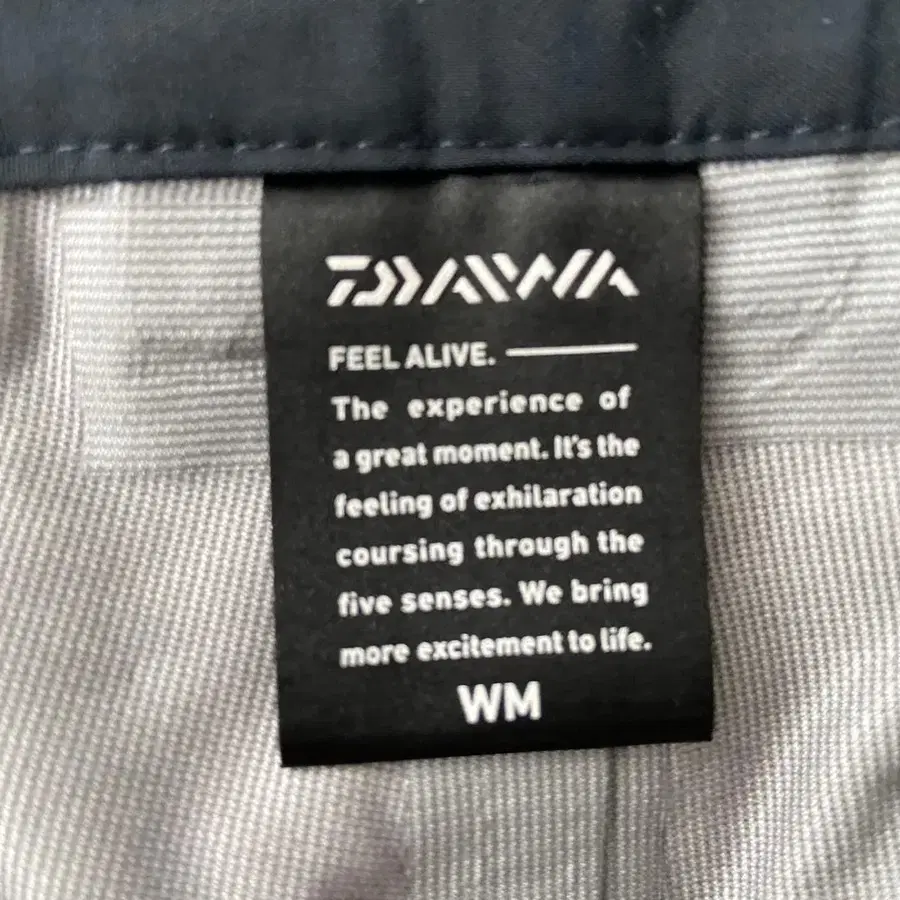 DAIWA
FEEL ALIVE.
The experience of
a great moment. It's the
feeling of exhilaration
coursing through the
five senses. We bring
more excitement to life.
WM